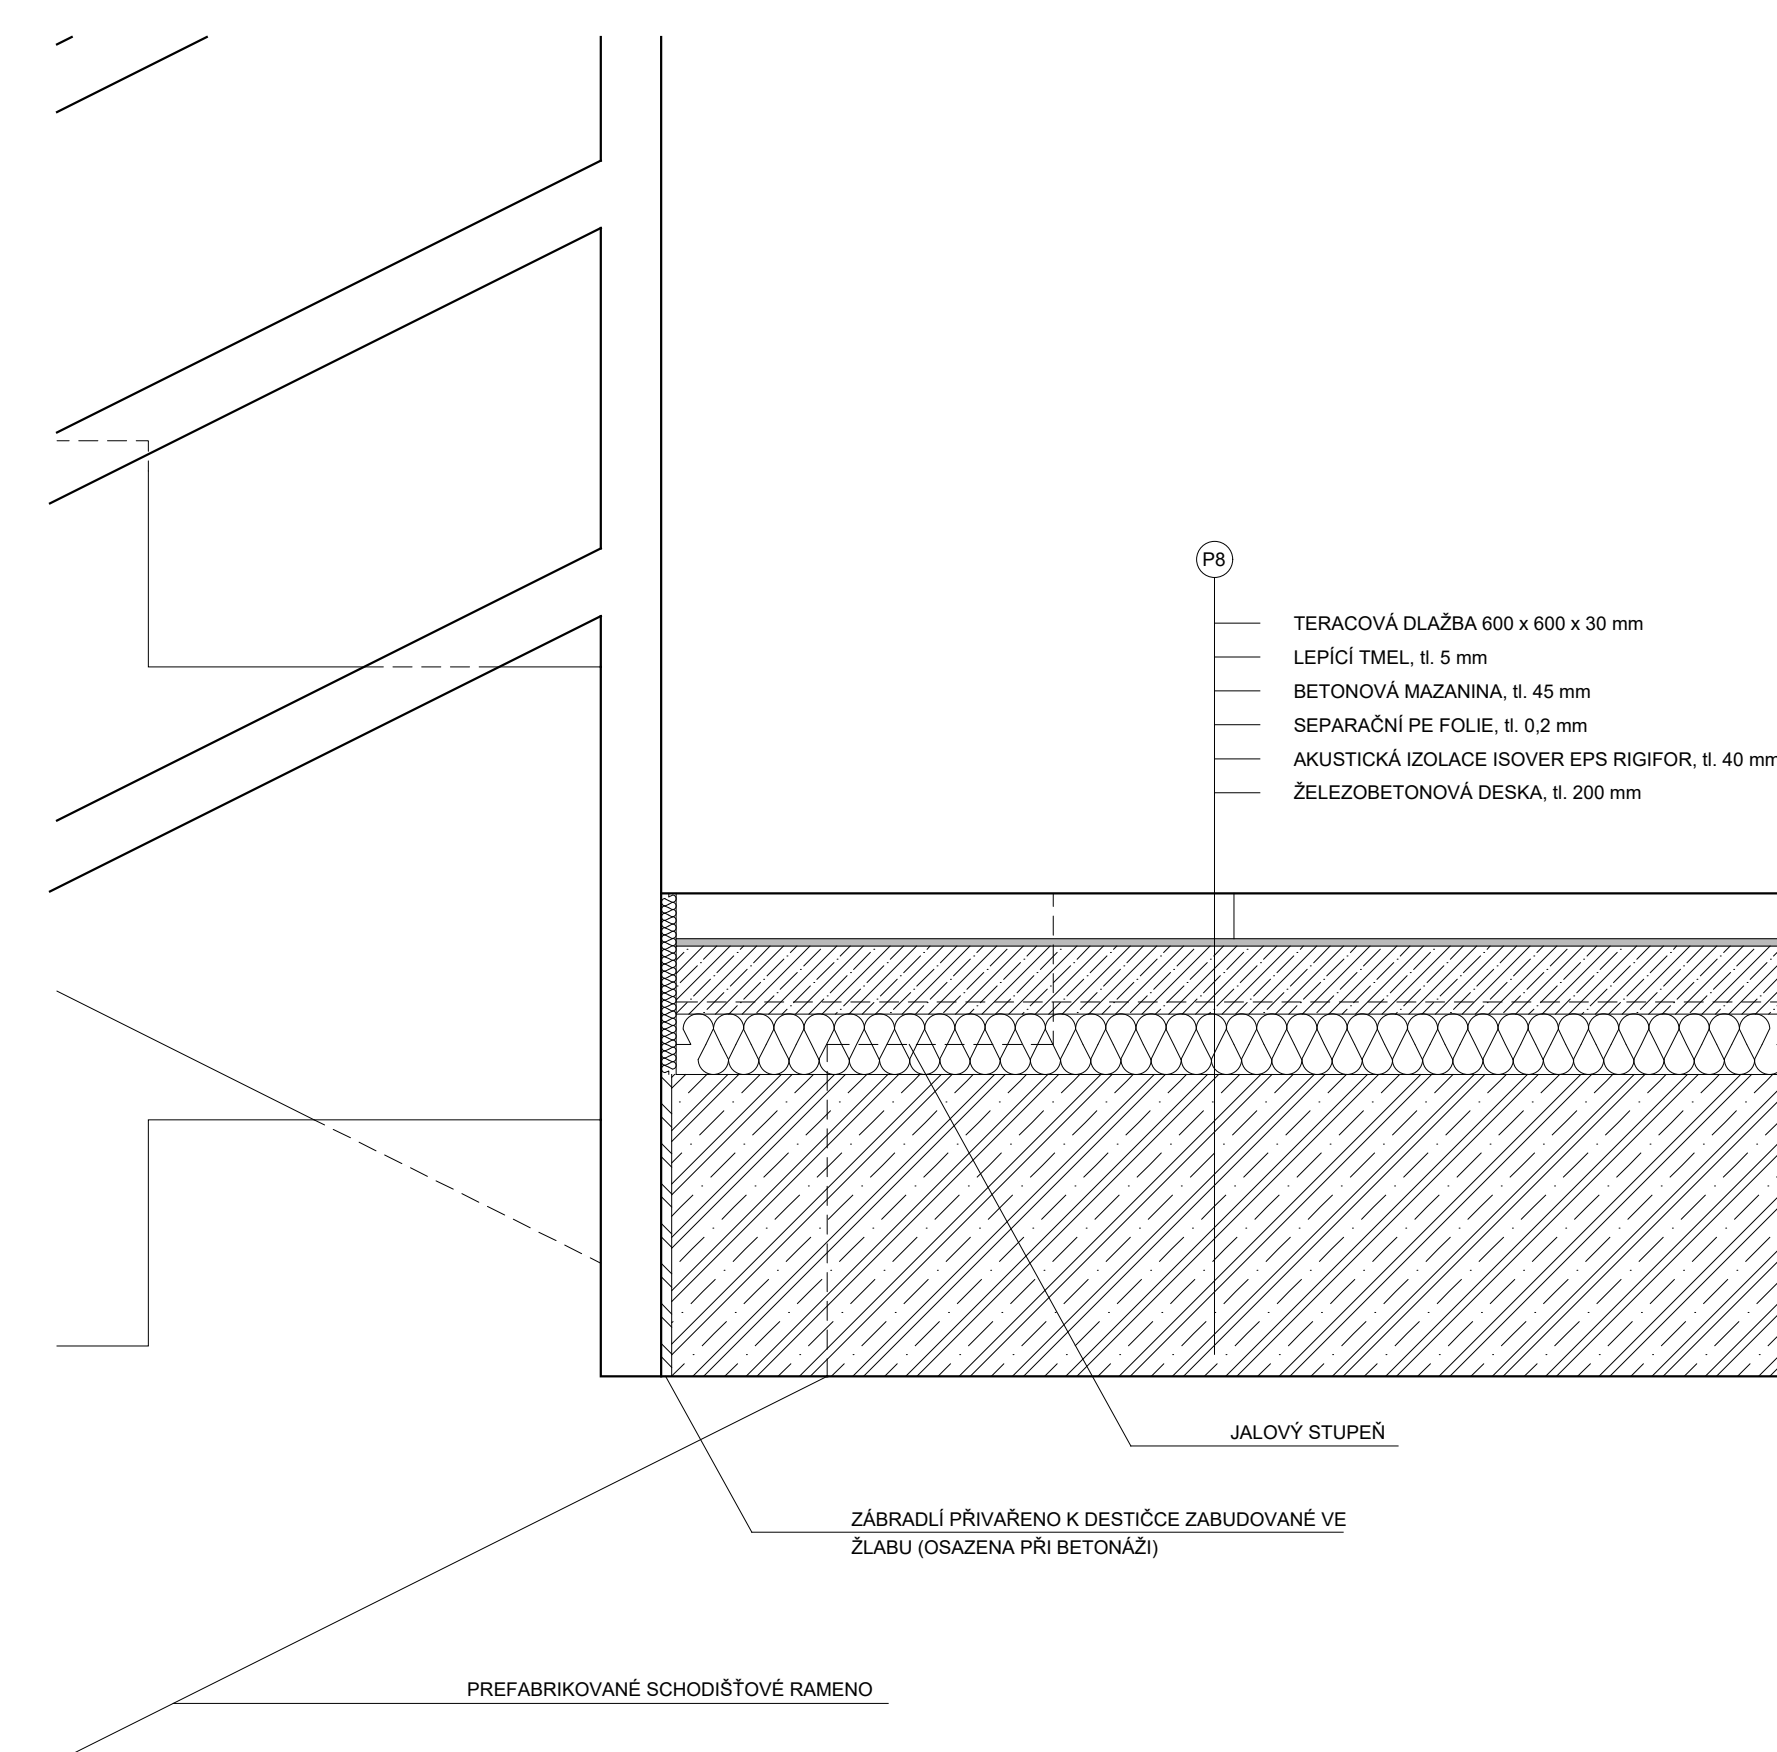 P8
TERACOVÁ DLAŽBA 600 x 600 x 30 mm
LEPÍCÍ TMEL, tl. 5 mm
BETONOVÁ MAZANINA, tl. 45 mm
SEPARAČNÍ PE FOLIE, tl. 0,2 mm
AKUSTICKÁ IZOLACE ISOVER EPS RIGIFOR, tl. 40 mm
ŽELEZOBETONOVÁ DESKA, tl. 200 mm
JALOVÝ STUPEŇ
ZÁBRADLÍ PŘIVAŘENO K DESTIČCE ZABUDOVANÉ VE
ŽLABU (OSAZENA PŘI BETONÁŽI)
PREFABRIKOVANÉ SCHODIŠŤOVÉ RAMENO